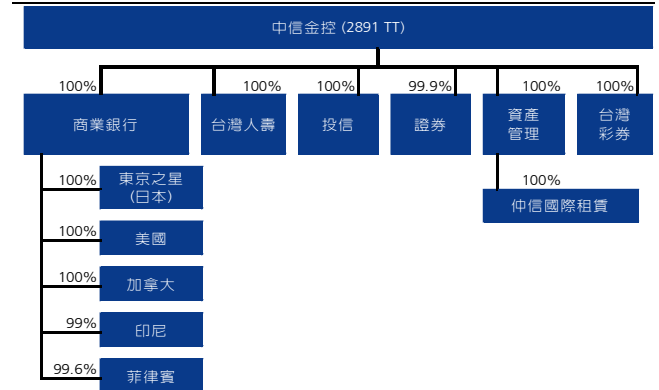 中信金控 (2891 TT)
100%
100%
100%
99.9%
100%
100%
商業銀行
台灣人壽
投信
證券
資產
管理
台灣
彩券
100%
東京之星
(日本)
100%
仲信國際租賃
100%
美國
100%
加拿大
99%
印尼
99.6%
菲律賓